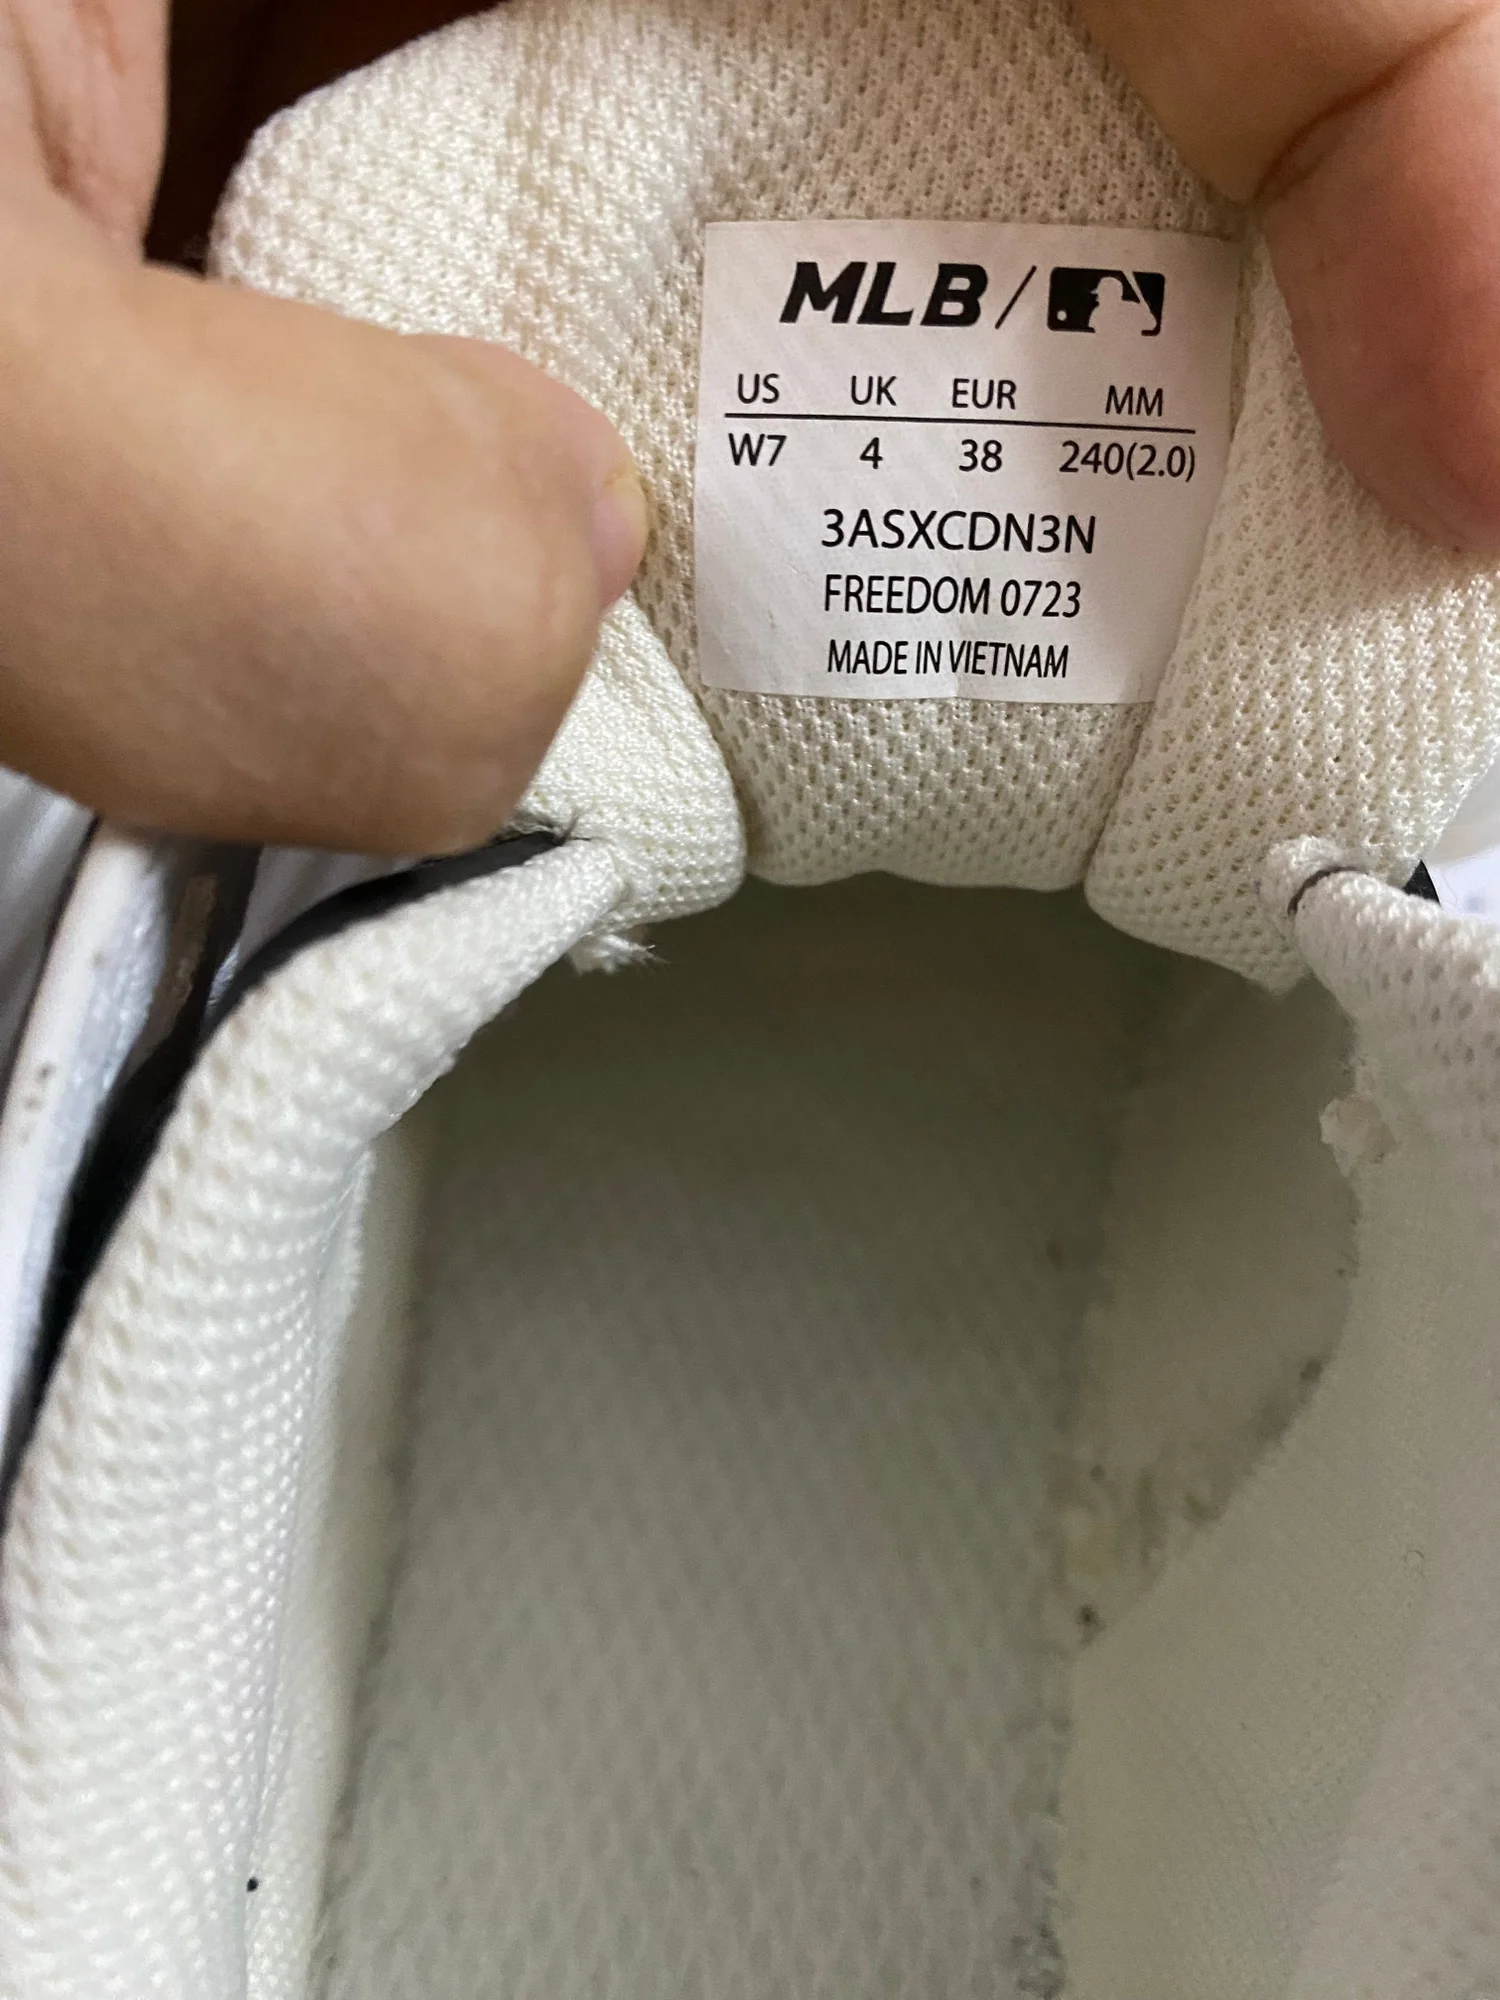 MLB/
US UK EUR MM
W7 4 38 240(2.0)
3ASXCDN3N
FREEDOM 0723
MADE IN VIETNAM